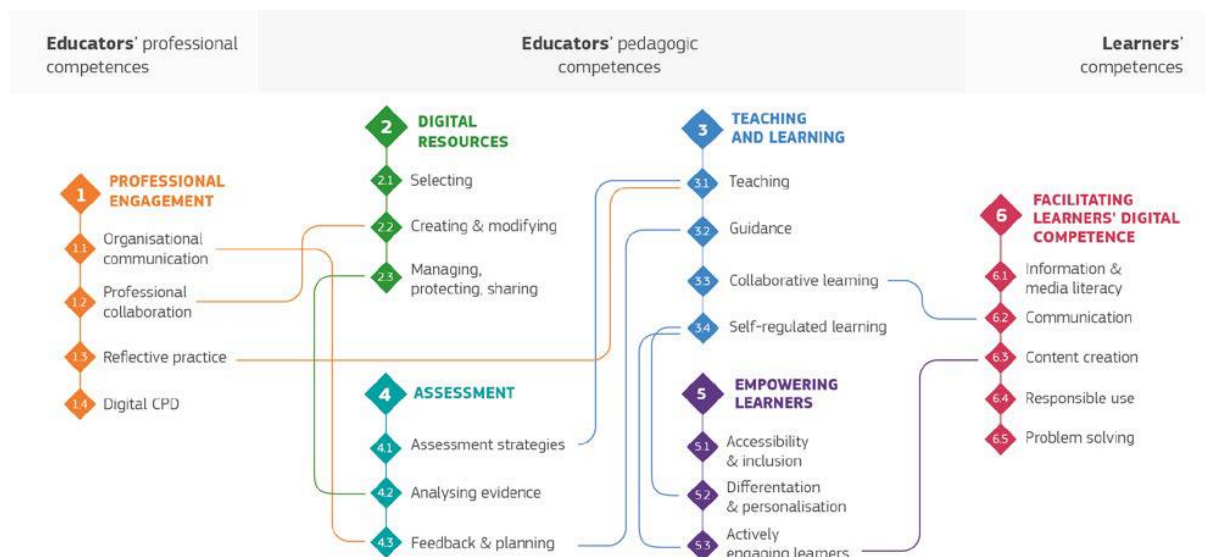 Educators' professional
competences
Educators' pedagogic
competences
Learners'
competences
1
PROFESSIONAL
ENGAGEMENT
1.1
Organisational
communication
1.2
Professional
collaboration
1.3
Reflective practice
1.4
Digital CPD
2
DIGITAL
RESOURCES
2.1
Selecting
2.2
Creating & modifying
2.3
Managing,
protecting, sharing
3
TEACHING
AND LEARNING
3.1
Teaching
3.2
Guidance
3.3
Collaborative learning
3.4
Self-regulated learning
4
ASSESSMENT
4.1
Assessment strategies
4.2
Analysing evidence
4.3
Feedback & planning
5
EMPOWERING
LEARNERS
5.1
Accessibility
& inclusion
5.2
Differentation
& personalisation
5.3
Actively
engaging learners
6
FACILITATING
LEARNERS' DIGITAL
COMPETENCE
6.1
Information &
media literacy
6.2
Communication
6.3
Content creation
6.4
Responsible use
6.5
Problem solving